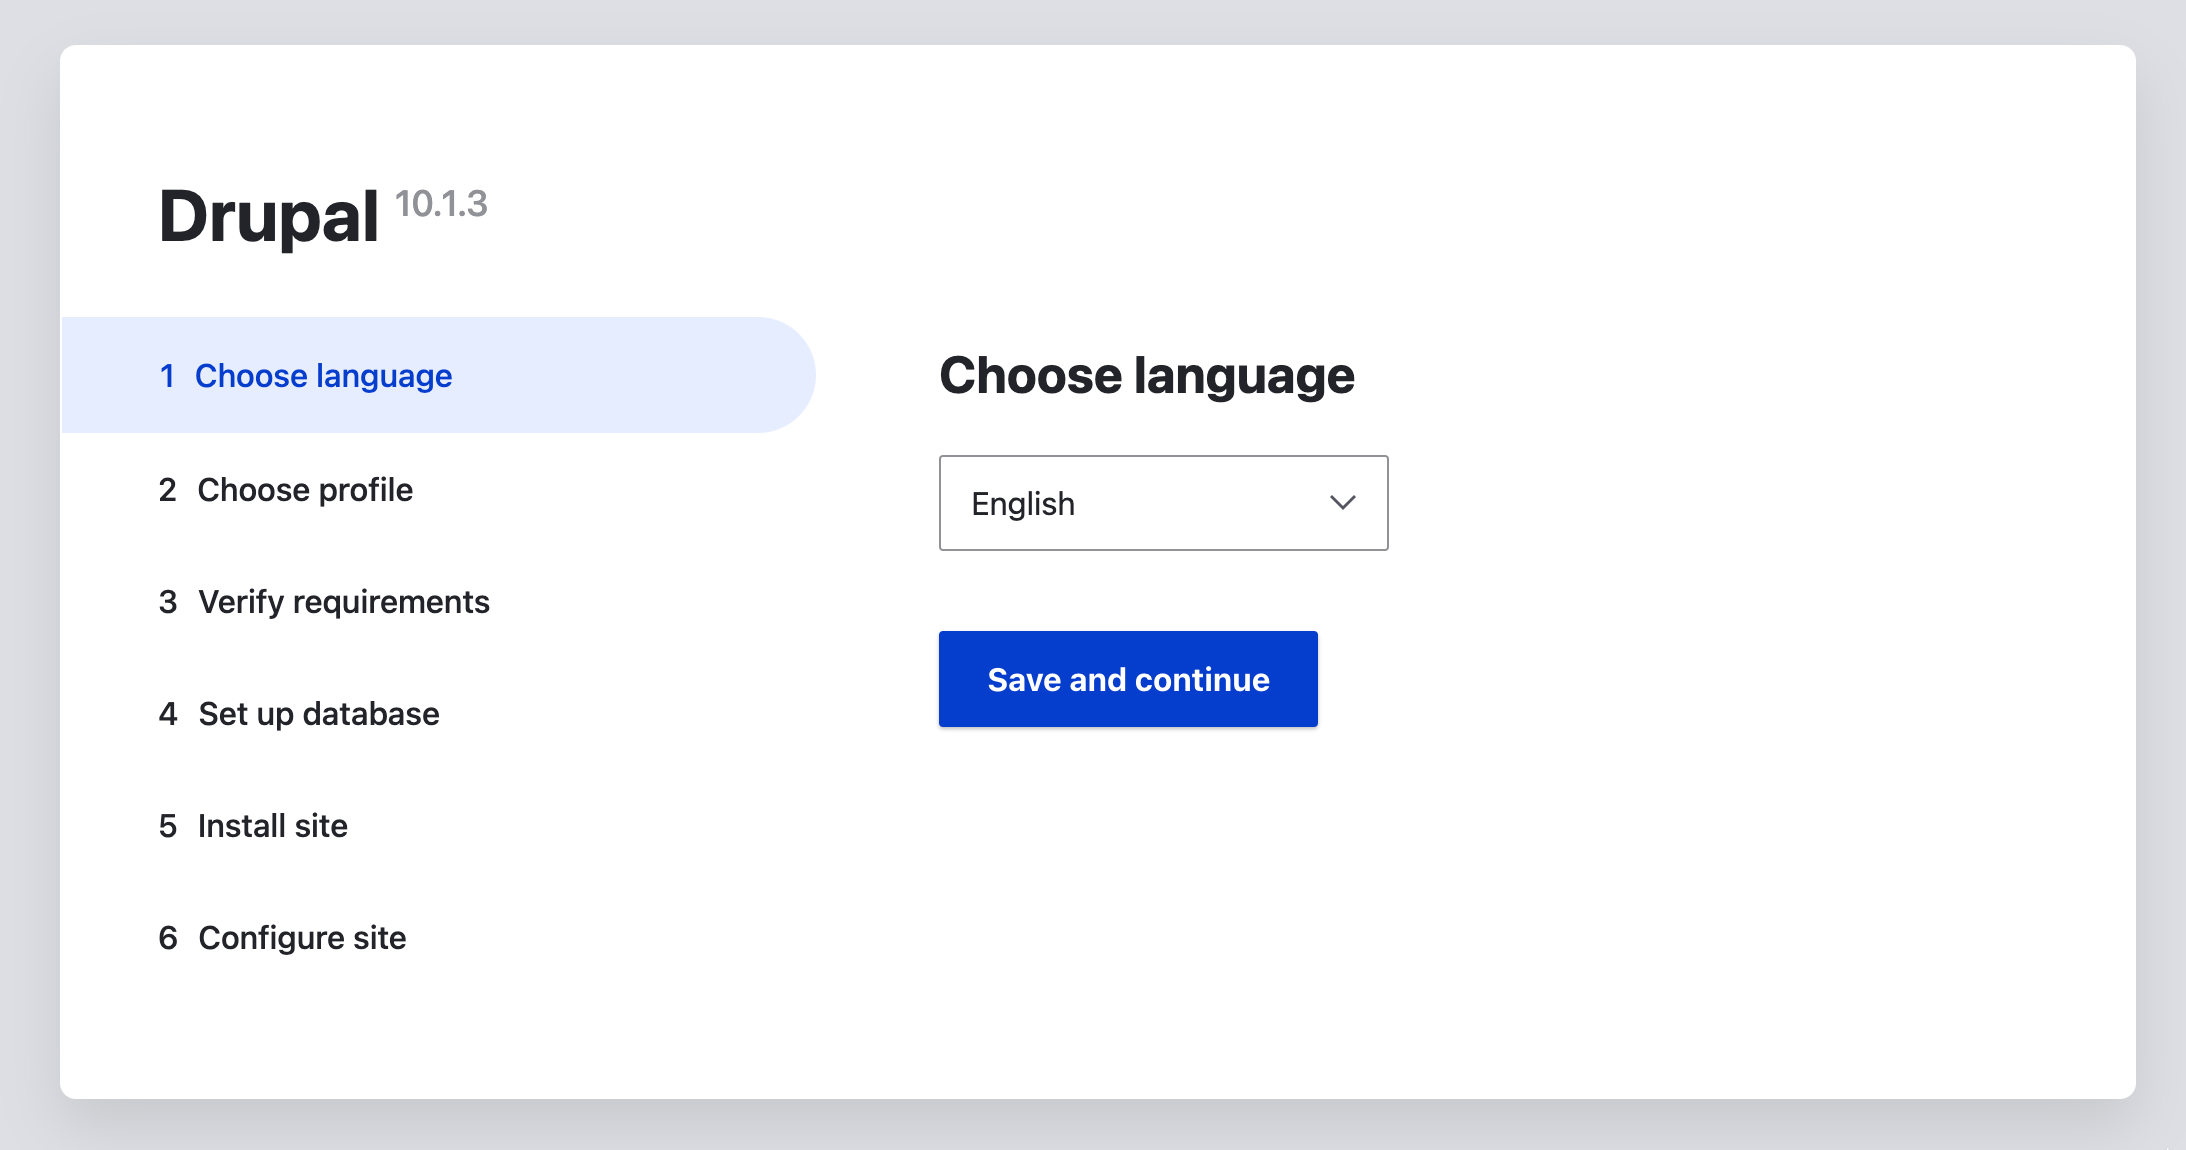 Drupal 10.1.3
1 Choose language
2 Choose profile
3 Verify requirements
4 Set up database
5 Install site
6 Configure site
Choose language
English
Save and continue